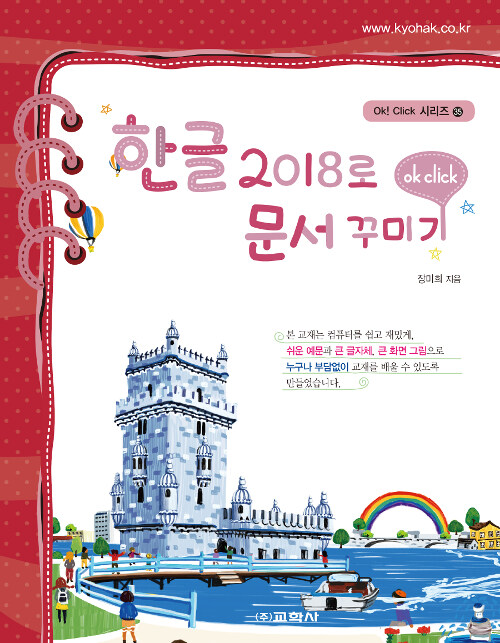 www.kyohak.co.kr
Ok! Click 시리즈 35
한글 2018로
ok click
문서 꾸미기
장미희 지음
본 교재는 컴퓨터를 쉽고 재밌게,
쉬운 예문과 큰 글자체, 큰 화면 그림으로
누구나 부담없이 교재를 배울 수 있도록
만들었습니다.
(주)교학사